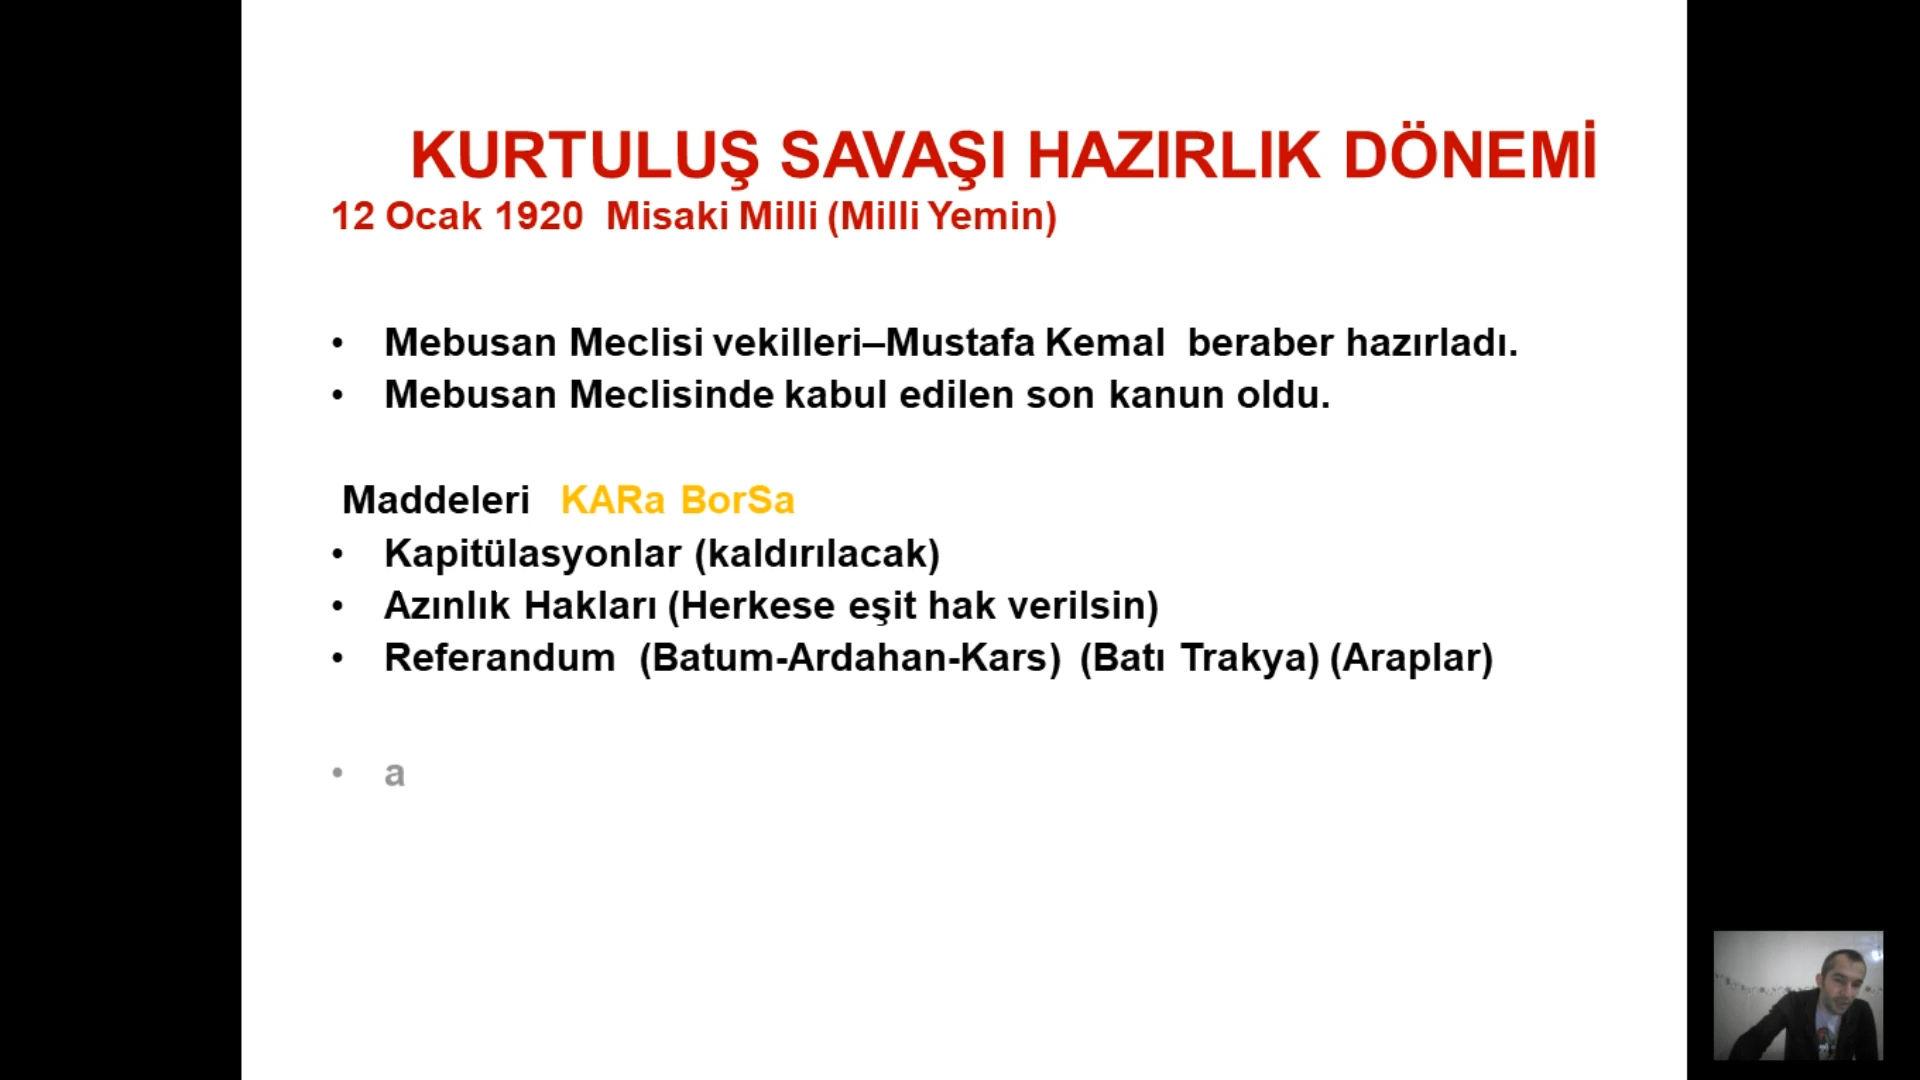 KURTULUŞ SAVAŞI HAZIRLIK DÖNEMİ
12 Ocak 1920 Misaki Milli (Milli Yemin)
• Mebusan Meclisi vekilleri–Mustafa Kemal beraber hazırladı.
• Mebusan Meclisinde kabul edilen son kanun oldu.
Maddeleri KARa BorSa
• Kapitülasyonlar (kaldırılacak)
• Azınlık Hakları (Herkese eşit hak verilsin)
• Referandum (Batum-Ardahan-Kars) (Batı Trakya) (Araplar)
• a